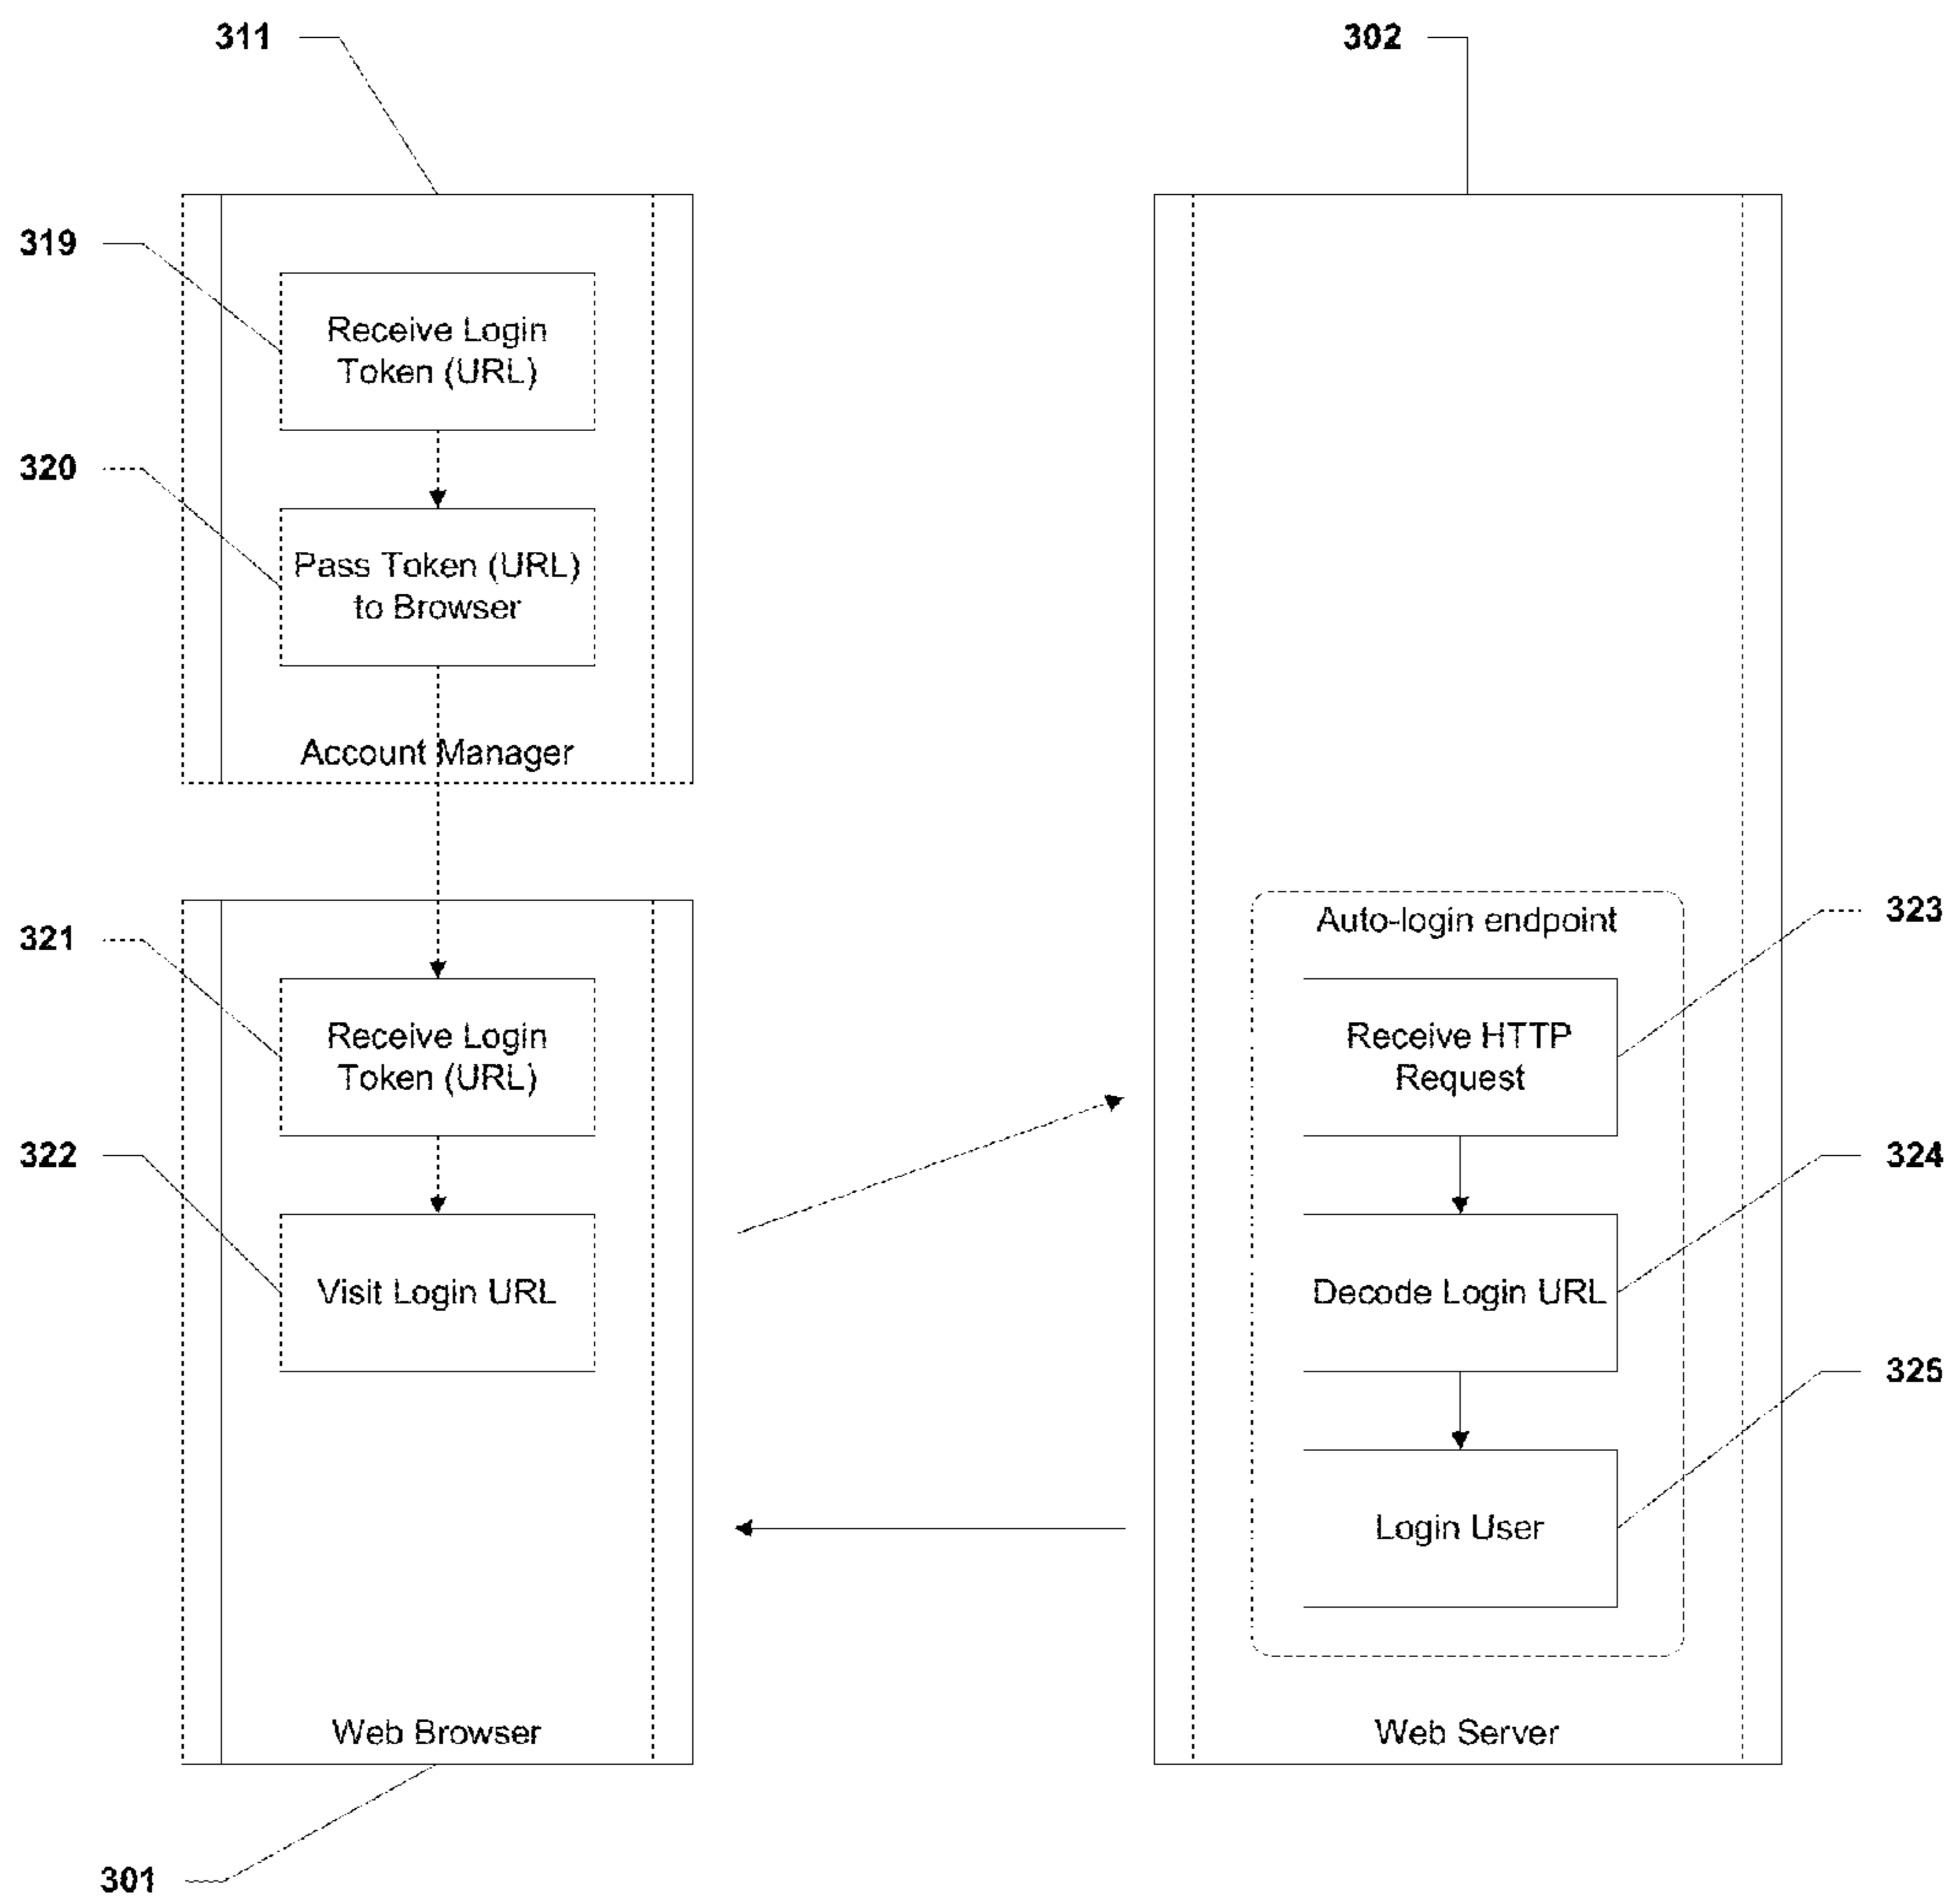 311
302
319
Receive Login
Token (URL)
320
Pass Token (URL)
to Browser
Account Manager
321
Receive Login
Token (URL)
322
Visit Login URL
Web Browser
301
Auto-login endpoint
323
Receive HTTP
Request
324
Decode Login URL
325
Login User
Web Server